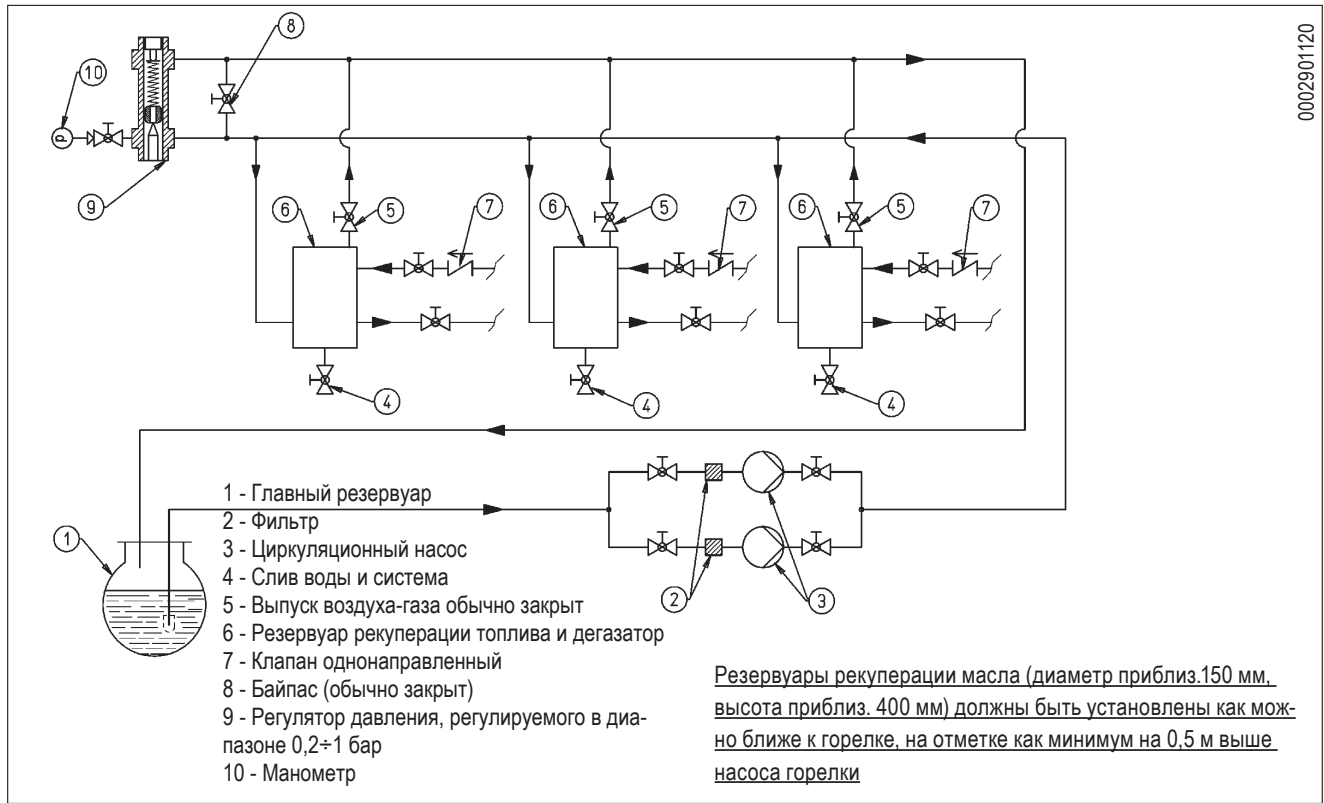 0002901120
8
10
p
9
6
5
7
6
5
7
6
5
7
4
4
4
1
1 - Главный резервуар
2 - Фильтр
3 - Циркуляционный насос
4 - Слив воды и система
5 - Выпуск воздуха-газа обычно закрыт
6 - Резервуар рекуперации топлива и дегазатор
7 - Клапан однонаправленный
8 - Байпас (обычно закрыт)
9 - Регулятор давления, регулируемого в диа-
пазоне 0,2÷1 бар
10 - Манометр
2
3
Резервуары рекуперации масла (диаметр приблиз.150 мм,
высота приблиз. 400 мм) должны быть установлены как мож-
но ближе к горелке, на отметке как минимум на 0,5 м выше
насоса горелки